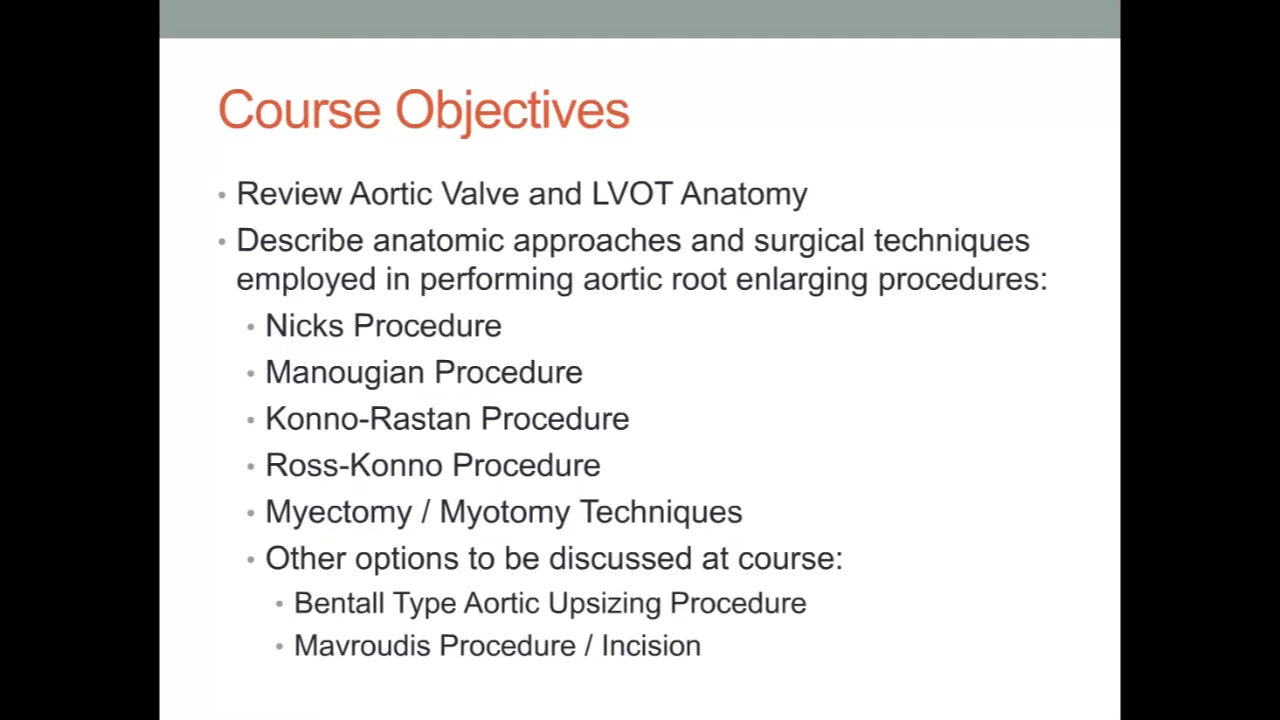 Course Objectives
• Review Aortic Valve and LVOT Anatomy
• Describe anatomic approaches and surgical techniques
employed in performing aortic root enlarging procedures:
• Nicks Procedure
• Manougian Procedure
• Konno-Rastan Procedure
• Ross-Konno Procedure
• Myectomy / Myotomy Techniques
• Other options to be discussed at course:
• Bentall Type Aortic Upsizing Procedure
• Mavroudis Procedure / Incision